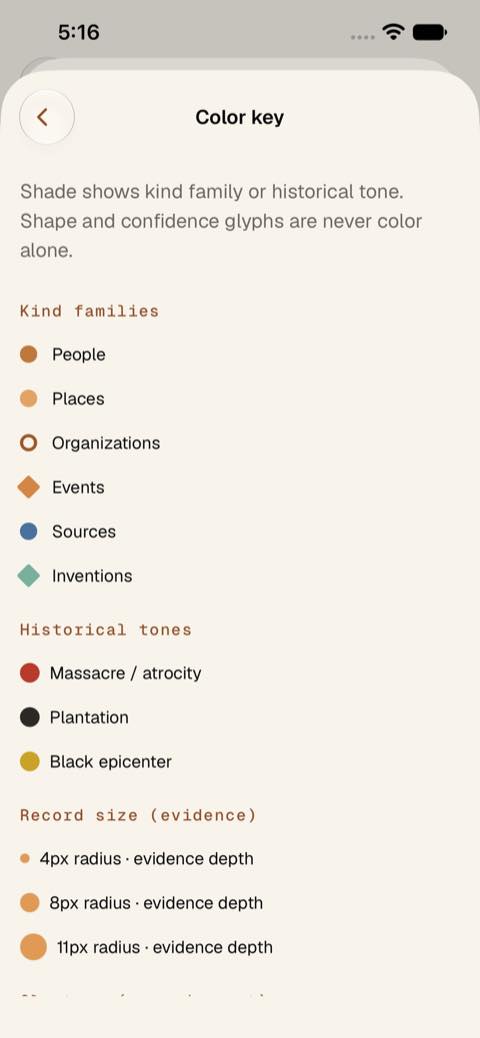 5:16
Color key
Shade shows kind family or historical tone.
Shape and confidence glyphs are never color
alone.
Kind families
People
Places
Organizations
Events
Sources
Inventions
Historical tones
Massacre / atrocity
Plantation
Black epicenter
Record size (evidence)
4px radius · evidence depth
8px radius · evidence depth
11px radius · evidence depth